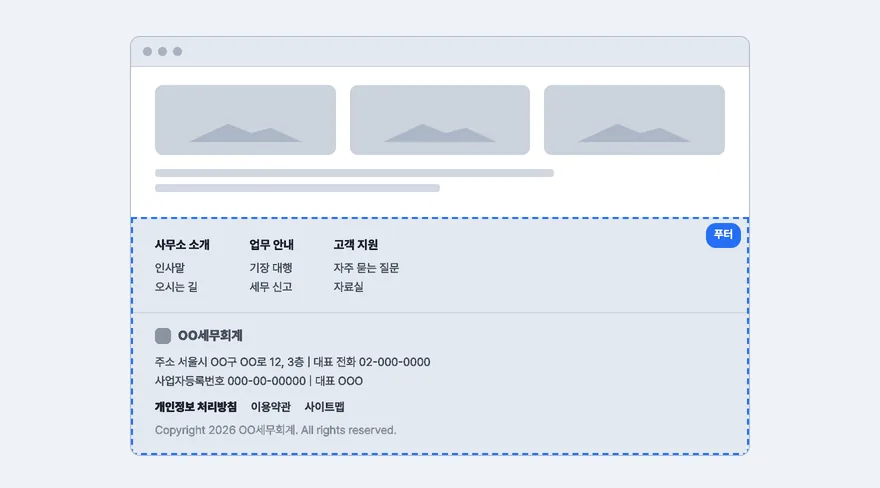 푸터
사무소 소개 업무 안내 고객 지원
인사말 기장 대행 자주 묻는 질문
오시는 길 세무 신고 자료실
OO세무회계
주소 서울시 OO구 OO로 12, 3층 | 대표 전화 02-000-0000
사업자등록번호 000-00-00000 | 대표 OOO
개인정보 처리방침 이용약관 사이트맵
Copyright 2026 OO세무회계. All rights reserved.